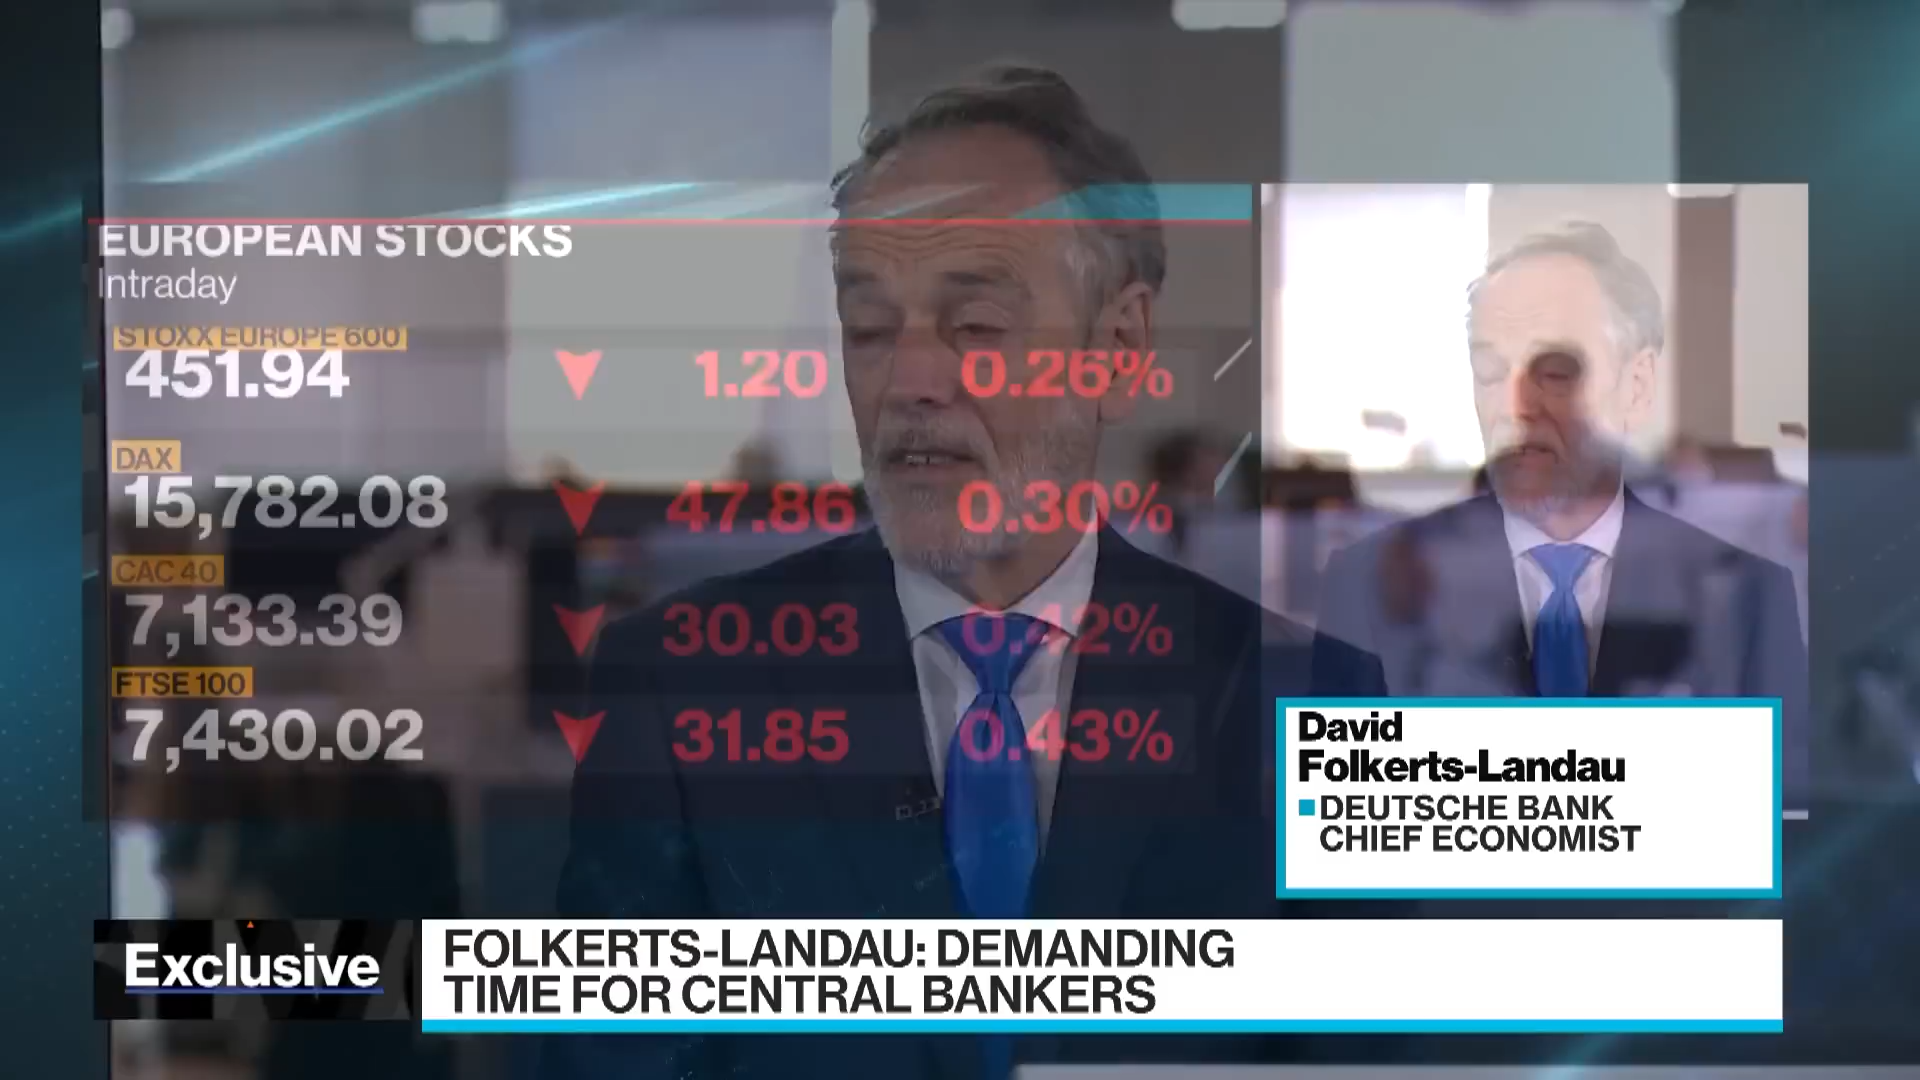 EUROPEAN STOCKS
Intraday
STOXX EUROPE 600
451.94 1.20 0.26%
DAX
15,782.08 47.86 0.30%
CAC 40
7,133.39 30.03 0.42%
FTSE 100
7,430.02 31.85 0.43%
David
Folkerts-Landau
DEUTSCHE BANK
CHIEF ECONOMIST
Exclusive
FOLKERTS-LANDAU: DEMANDING
TIME FOR CENTRAL BANKERS